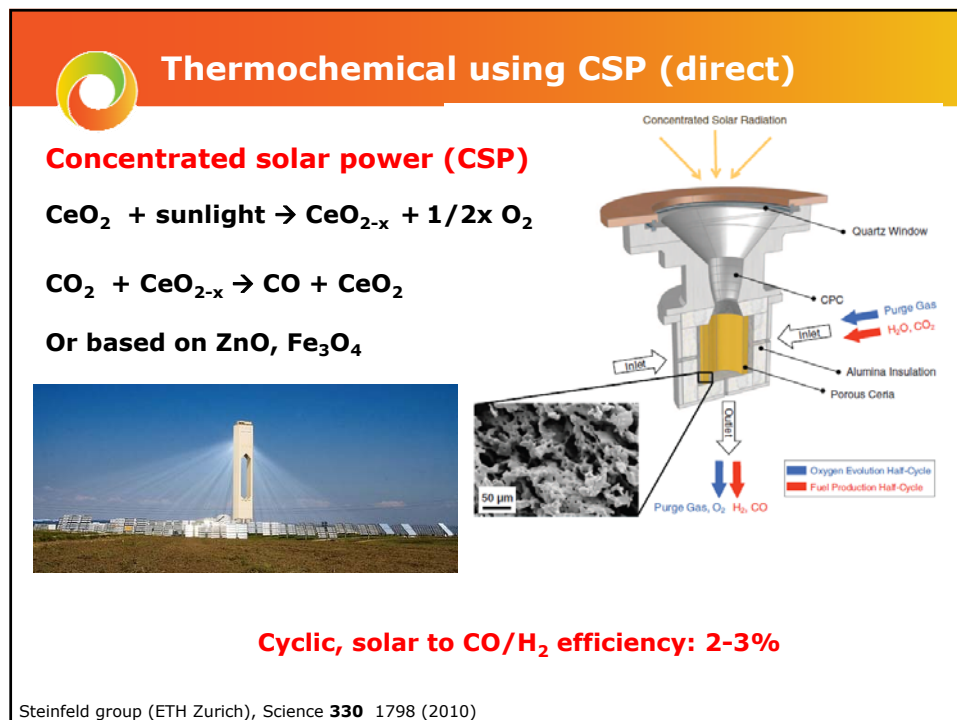 Thermochemical using CSP (direct)
Concentrated solar power (CSP)
CeO₂ + sunlight → CeO₂₋ₓ + 1/2x O₂
CO₂ + CeO₂₋ₓ → CO + CeO₂
Or based on ZnO, Fe₃O₄
Concentrated Solar Radiation
Quartz Window
CPC
Purge Gas
H₂O, CO₂
Inlet
Inlet
Alumina Insulation
Porous Ceria
Outlet
50 µm
Oxygen Evolution Half-Cycle
Fuel Production Half-Cycle
Purge Gas, O₂ H₂, CO
Cyclic, solar to CO/H₂ efficiency: 2-3%
Steinfeld group (ETH Zurich), Science 330 1798 (2010)